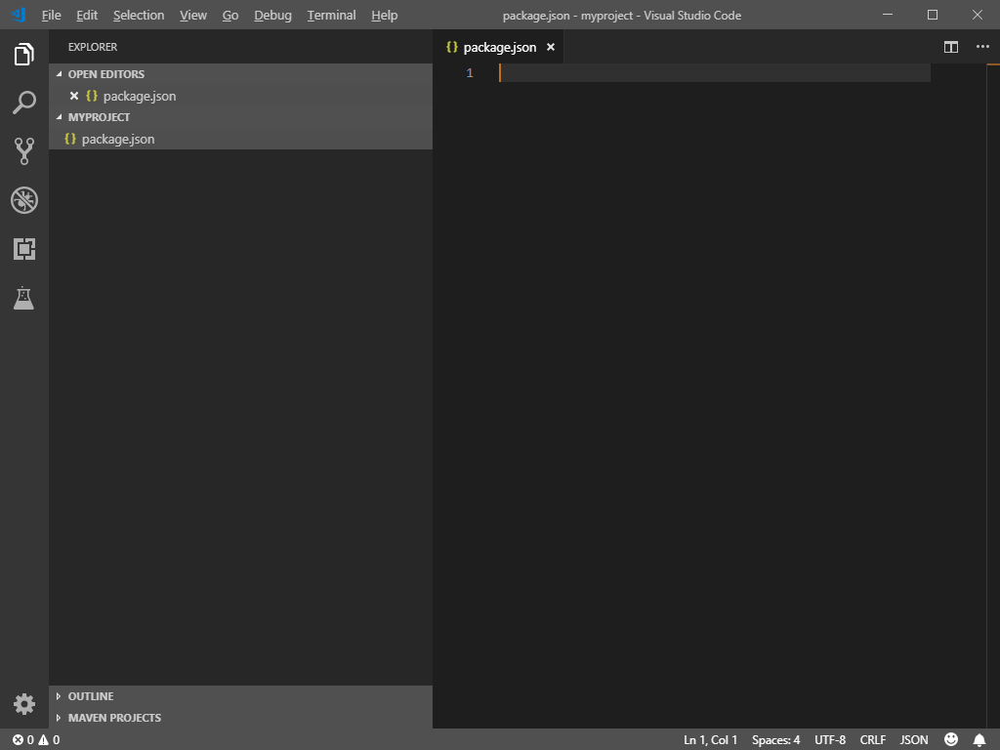 File Edit Selection View Go Debug Terminal Help package.json - myproject - Visual Studio Code
EXPLORER
OPEN EDITORS
{} package.json
MYPROJECT
{} package.json
OUTLINE
MAVEN PROJECTS
{} package.json
1
0 0 Ln 1, Col 1 Spaces: 4 UTF-8 CRLF JSON